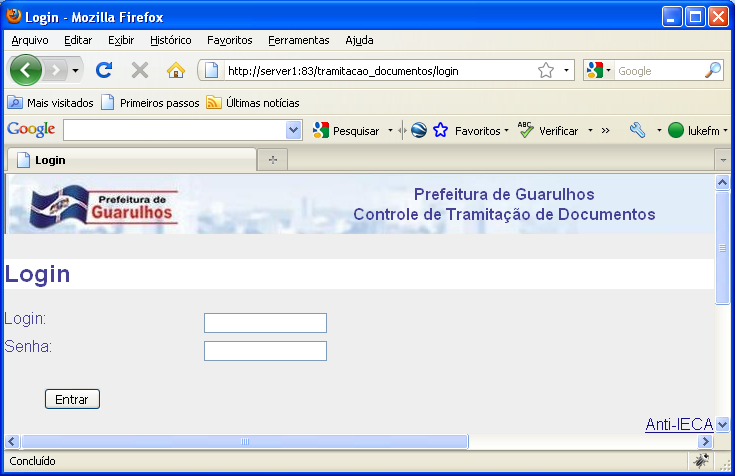 Login - Mozilla Firefox
Arquivo Editar Exibir Histórico Favoritos Ferramentas Ajuda
http://server1:83/tramitacao_documentos/login Google
Mais visitados Primeiros passos Últimas notícias
Google Pesquisar Favoritos ABC Verificar » lukefm
Login
Prefeitura de Guarulhos
Prefeitura de Guarulhos
Controle de Tramitação de Documentos
Login
Login:
Senha:
Entrar
Anti-IECA
Concluído